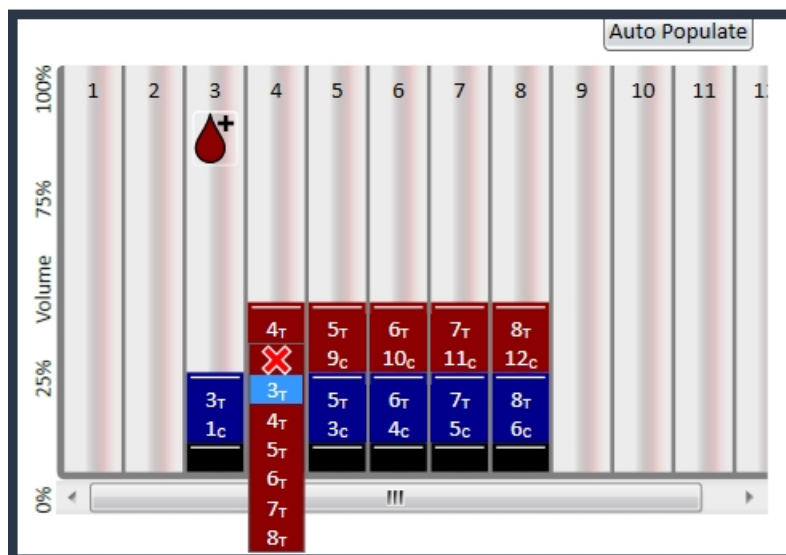 Auto Populate
100%
75%
Volume
25%
0%
1 2 3 4 5 6 7 8 9 10 11
4T 5T 6T 7T 8T
9C 10C 11C 12C
3T 3T 5T 6T 7T 8T
1C 4T 3C 4C 5C 6C
5T
6T
7T
8T